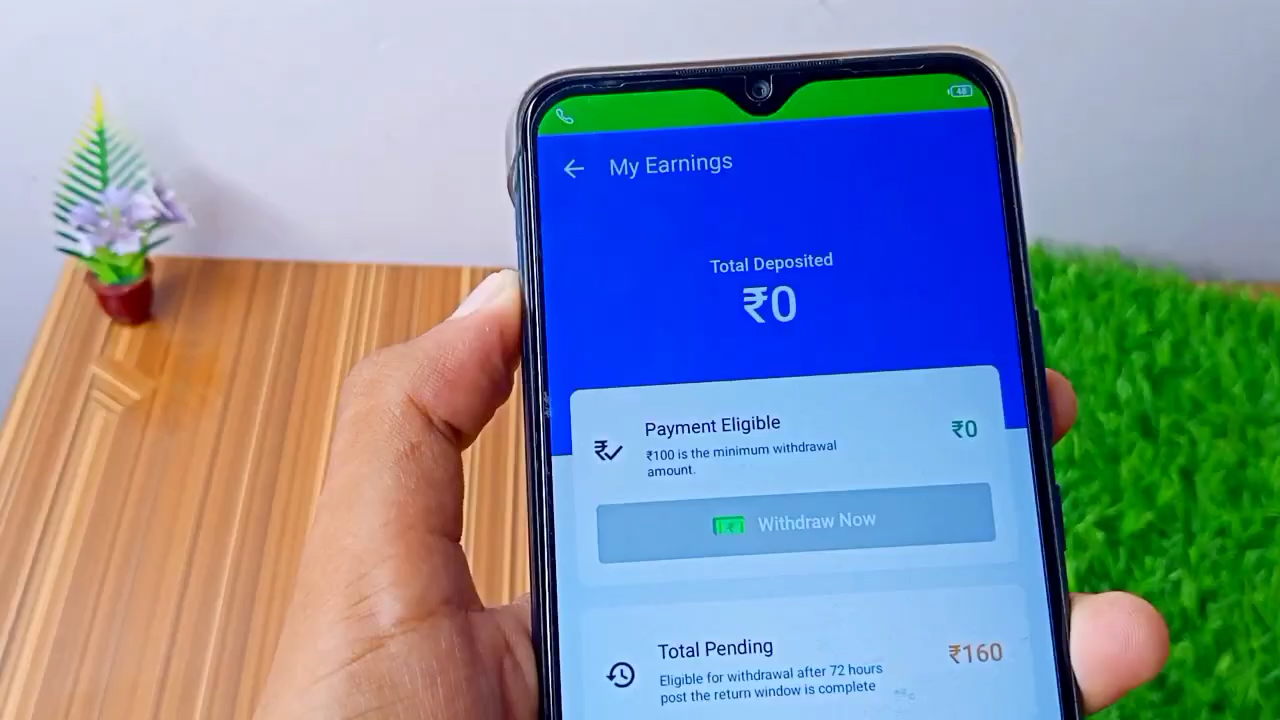 48
My Earnings
Total Deposited
₹0
Payment Eligible
₹0
₹100 is the minimum withdrawal
amount.
Withdraw Now
Total Pending
₹160
Eligible for withdrawal after 72 hours
post the return window is complete